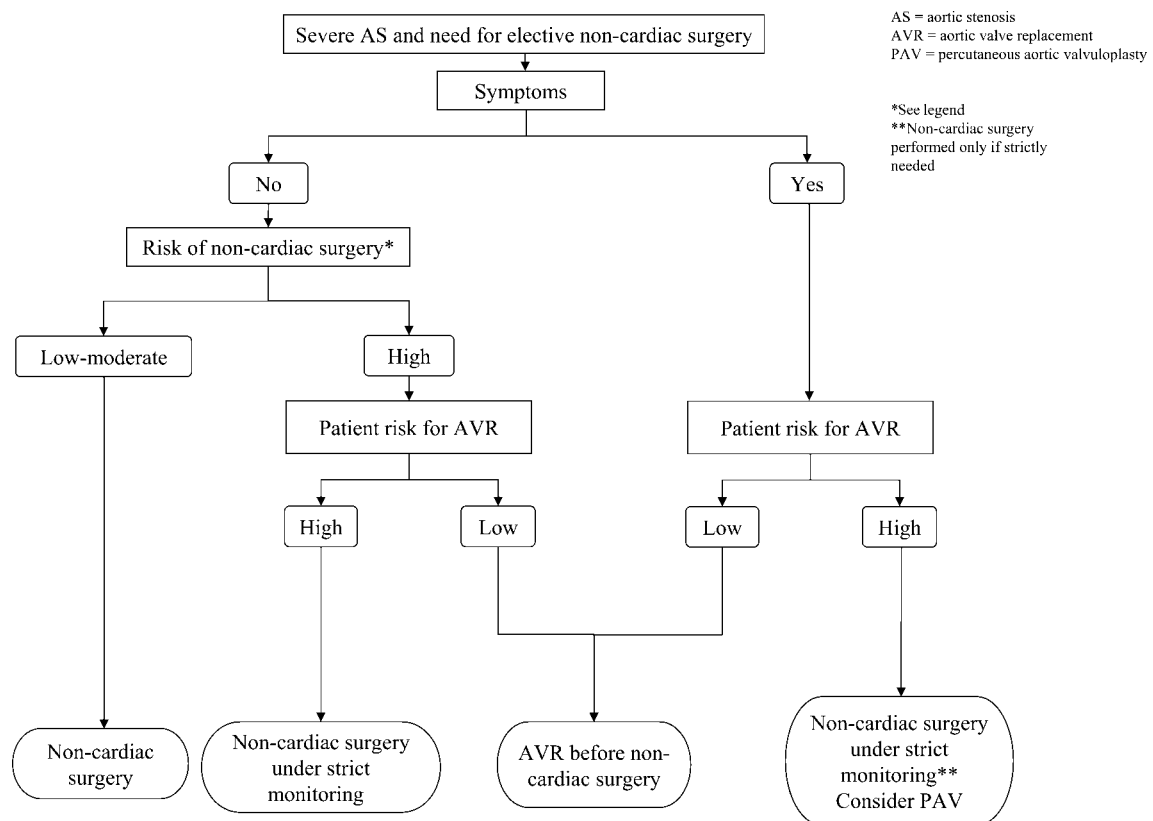 Severe AS and need for elective non-cardiac surgery
AS = aortic stenosis
AVR = aortic valve replacement
PAV = percutaneous aortic valvuloplasty
*See legend
**Non-cardiac surgery
performed only if strictly
needed
Symptoms
No
Yes
Risk of non-cardiac surgery*
Low-moderate
High
Patient risk for AVR
Patient risk for AVR
High
Low
Low
High
Non-cardiac
surgery
Non-cardiac surgery
under strict
monitoring
AVR before non-
cardiac surgery
Non-cardiac surgery
under strict
monitoring**
Consider PAV